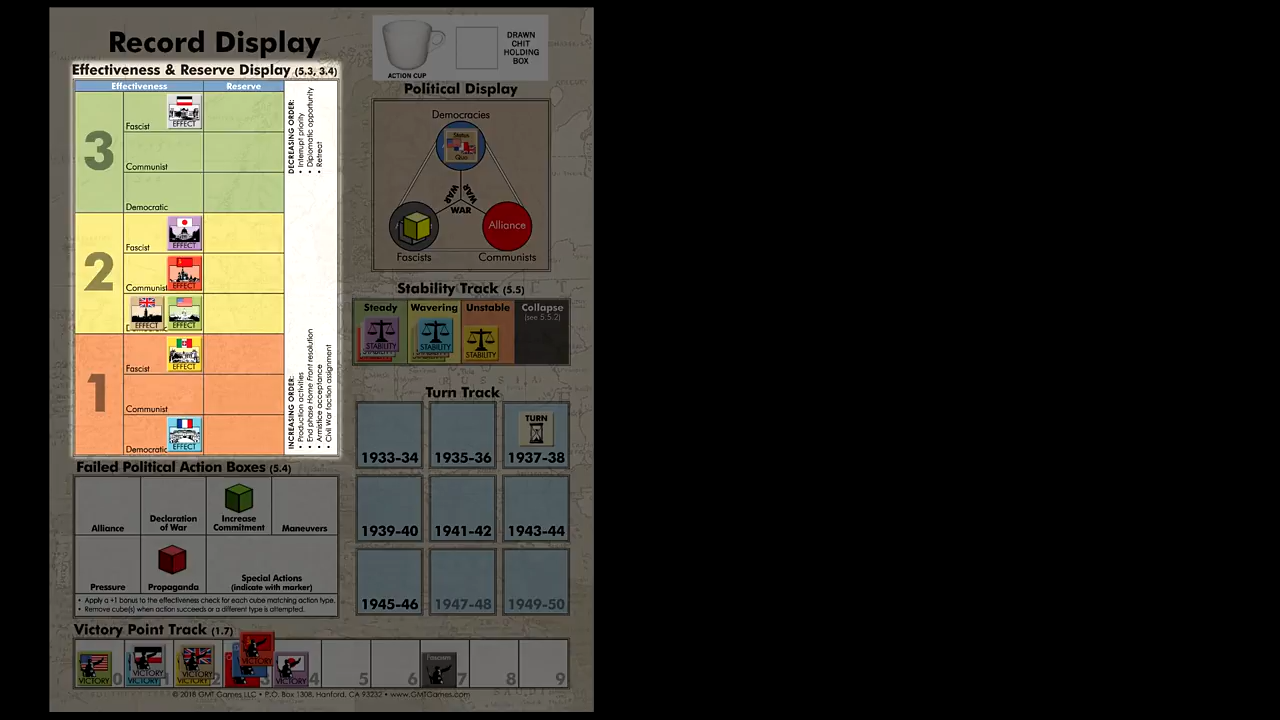 Record Display
ACTION CUP
DRAWN
CHIT
HOLDING
BOX
Effectiveness & Reserve Display (5.3, 3.4)
Effectiveness
Reserve
3
Fascist
EFFECT
Communist
Democratic
DECREASING ORDER:
• Interrupt priority
• Diplomatic opportunity
• Retreat
2
Fascist
EFFECT
Communist
EFFECT
EFFECT
EFFECT
1
Fascist
EFFECT
Communist
Democratic
EFFECT
INCREASING ORDER:
• Production activities
• End phase Home Front resolution
• Armistice acceptance
• Civil War faction assignment
Political Display
Democracies
Status
Quo
WAR
WAR
WAR
Alliance
Fascists
Communists
Stability Track (5.5)
Steady
Wavering
Unstable
Collapse
(see 5.5.2)
STABILITY
STABILITY
STABILITY
RUSSIA
Turn Track
TURN
1933-34
1935-36
1937-38
1939-40
1941-42
1943-44
1945-46
1947-48
1949-50
Failed Political Action Boxes (5.4)
Alliance
Declaration
of War
Increase
Commitment
Maneuvers
Pressure
Propaganda
Special Actions
(indicate with marker)
• Apply a +1 bonus to the effectiveness check for each cube matching action type.
• Remove cube(s) when action succeeds or a different type is attempted.
Victory Point Track (1.7)
VICTORY
0
VICTORY
1
VICTORY
2
VICTORY
3
VICTORY
4
5
6
7
8
9
© 2018 GMT Games LLC • P.O. Box 1308, Hanford, CA 93232 • www.GMTGames.com